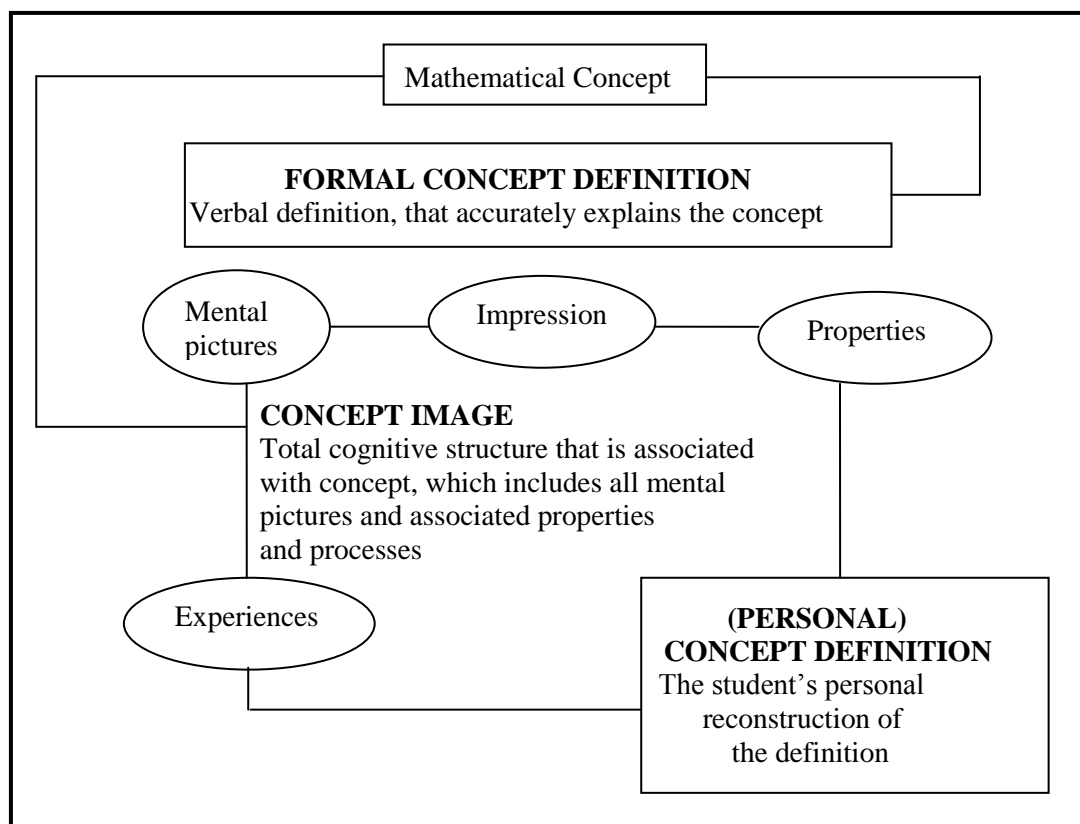 Mathematical Concept
FORMAL CONCEPT DEFINITION
Verbal definition, that accurately explains the concept
Mental
pictures
Impression
Properties
CONCEPT IMAGE
Total cognitive structure that is associated
with concept, which includes all mental
pictures and associated properties
and processes
Experiences
(PERSONAL)
CONCEPT DEFINITION
The student’s personal
reconstruction of
the definition